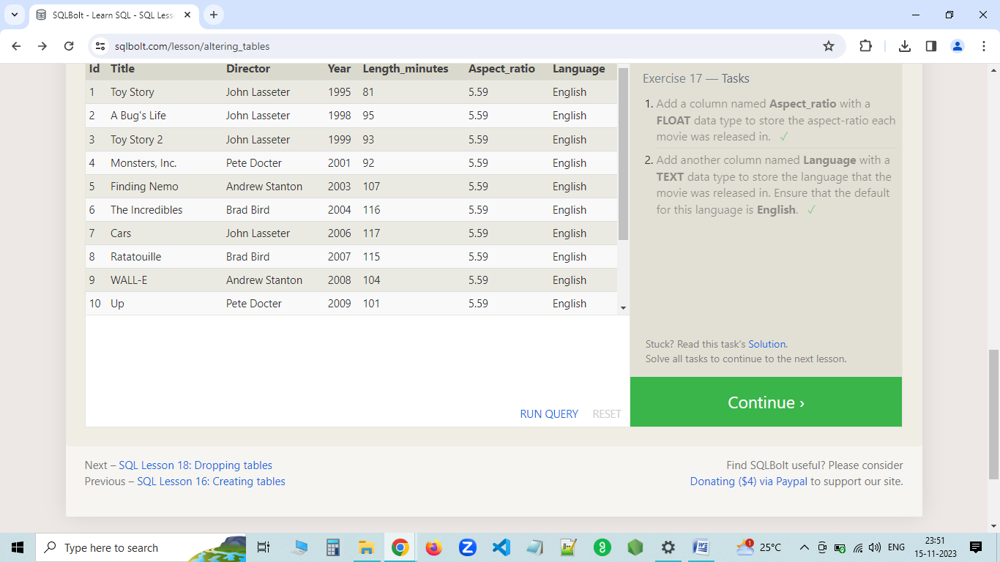 SQLBolt - Learn SQL - SQL Less
sqlbolt.com/lesson/altering_tables
Id Title Director Year Length_minutes Aspect_ratio Language
1 Toy Story John Lasseter 1995 81 5.59 English
2 A Bug's Life John Lasseter 1998 95 5.59 English
3 Toy Story 2 John Lasseter 1999 93 5.59 English
4 Monsters, Inc. Pete Docter 2001 92 5.59 English
5 Finding Nemo Andrew Stanton 2003 107 5.59 English
6 The Incredibles Brad Bird 2004 116 5.59 English
7 Cars John Lasseter 2006 117 5.59 English
8 Ratatouille Brad Bird 2007 115 5.59 English
9 WALL-E Andrew Stanton 2008 104 5.59 English
10 Up Pete Docter 2009 101 5.59 English
RUN QUERY RESET
Exercise 17 — Tasks
1. Add a column named Aspect_ratio with a
FLOAT data type to store the aspect-ratio each
movie was released in. ✓
2. Add another column named Language with a
TEXT data type to store the language that the
movie was released in. Ensure that the default
for this language is English. ✓
Stuck? Read this task's Solution.
Solve all tasks to continue to the next lesson.
Continue ›
Next – SQL Lesson 18: Dropping tables
Previous – SQL Lesson 16: Creating tables
Find SQLBolt useful? Please consider
Donating ($4) via Paypal to support our site.
Type here to search
1
25°C
ENG
23:51
15-11-2023